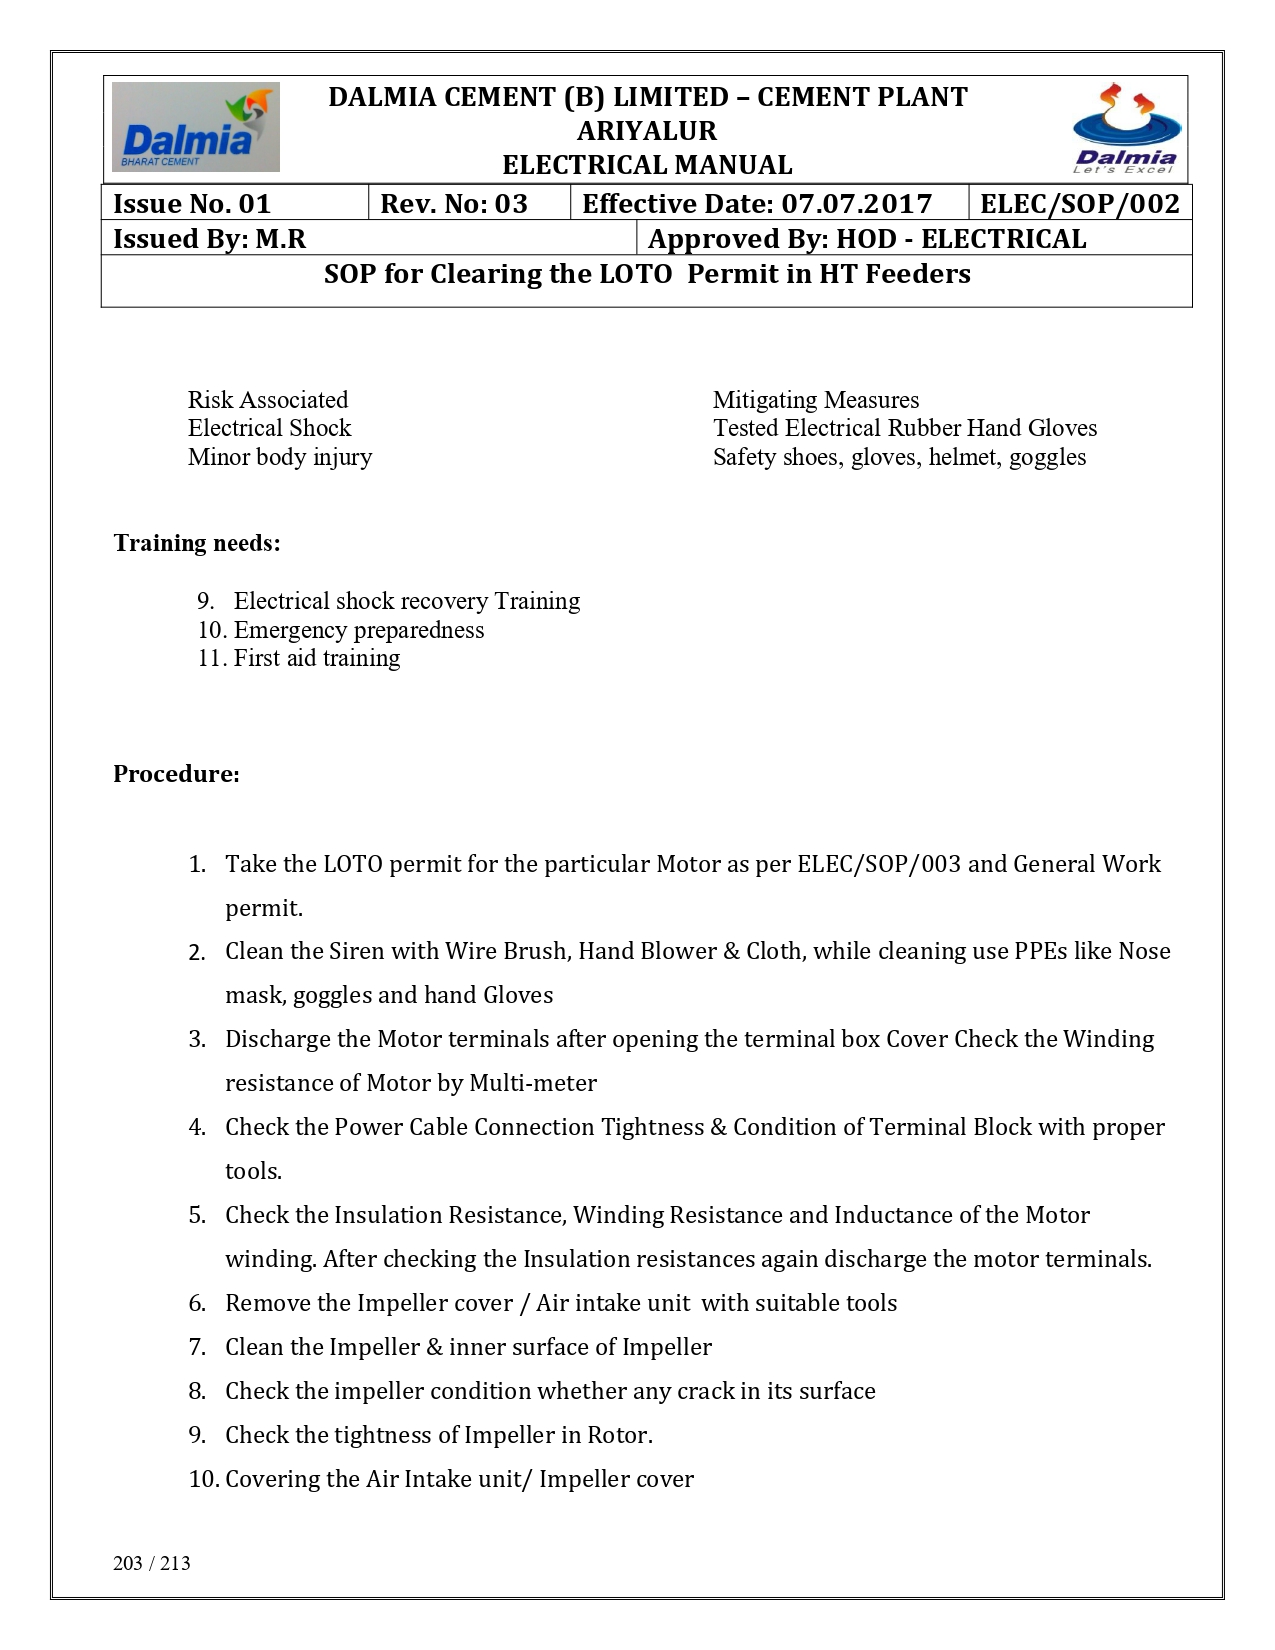 Dalmia
BHARAT CEMENT
DALMIA CEMENT (B) LIMITED – CEMENT PLANT
ARIYALUR
ELECTRICAL MANUAL
Dalmia
Let's Excel
Issue No. 01 Rev. No: 03 Effective Date: 07.07.2017 ELEC/SOP/002
Issued By: M.R Approved By: HOD - ELECTRICAL
SOP for Clearing the LOTO  Permit in HT Feeders
Risk Associated Mitigating Measures
Electrical Shock Tested Electrical Rubber Hand Gloves
Minor body injury Safety shoes, gloves, helmet, goggles
Training needs:
9. Electrical shock recovery Training
10. Emergency preparedness
11. First aid training
Procedure:
1. Take the LOTO permit for the particular Motor as per ELEC/SOP/003 and General Work
permit.
2. Clean the Siren with Wire Brush, Hand Blower & Cloth, while cleaning use PPEs like Nose
mask, goggles and hand Gloves
3. Discharge the Motor terminals after opening the terminal box Cover Check the Winding
resistance of Motor by Multi-meter
4. Check the Power Cable Connection Tightness & Condition of Terminal Block with proper
tools.
5. Check the Insulation Resistance, Winding Resistance and Inductance of the Motor
winding. After checking the Insulation resistances again discharge the motor terminals.
6. Remove the Impeller cover / Air intake unit  with suitable tools
7. Clean the Impeller & inner surface of Impeller
8. Check the impeller condition whether any crack in its surface
9. Check the tightness of Impeller in Rotor.
10. Covering the Air Intake unit/ Impeller cover
203 / 213